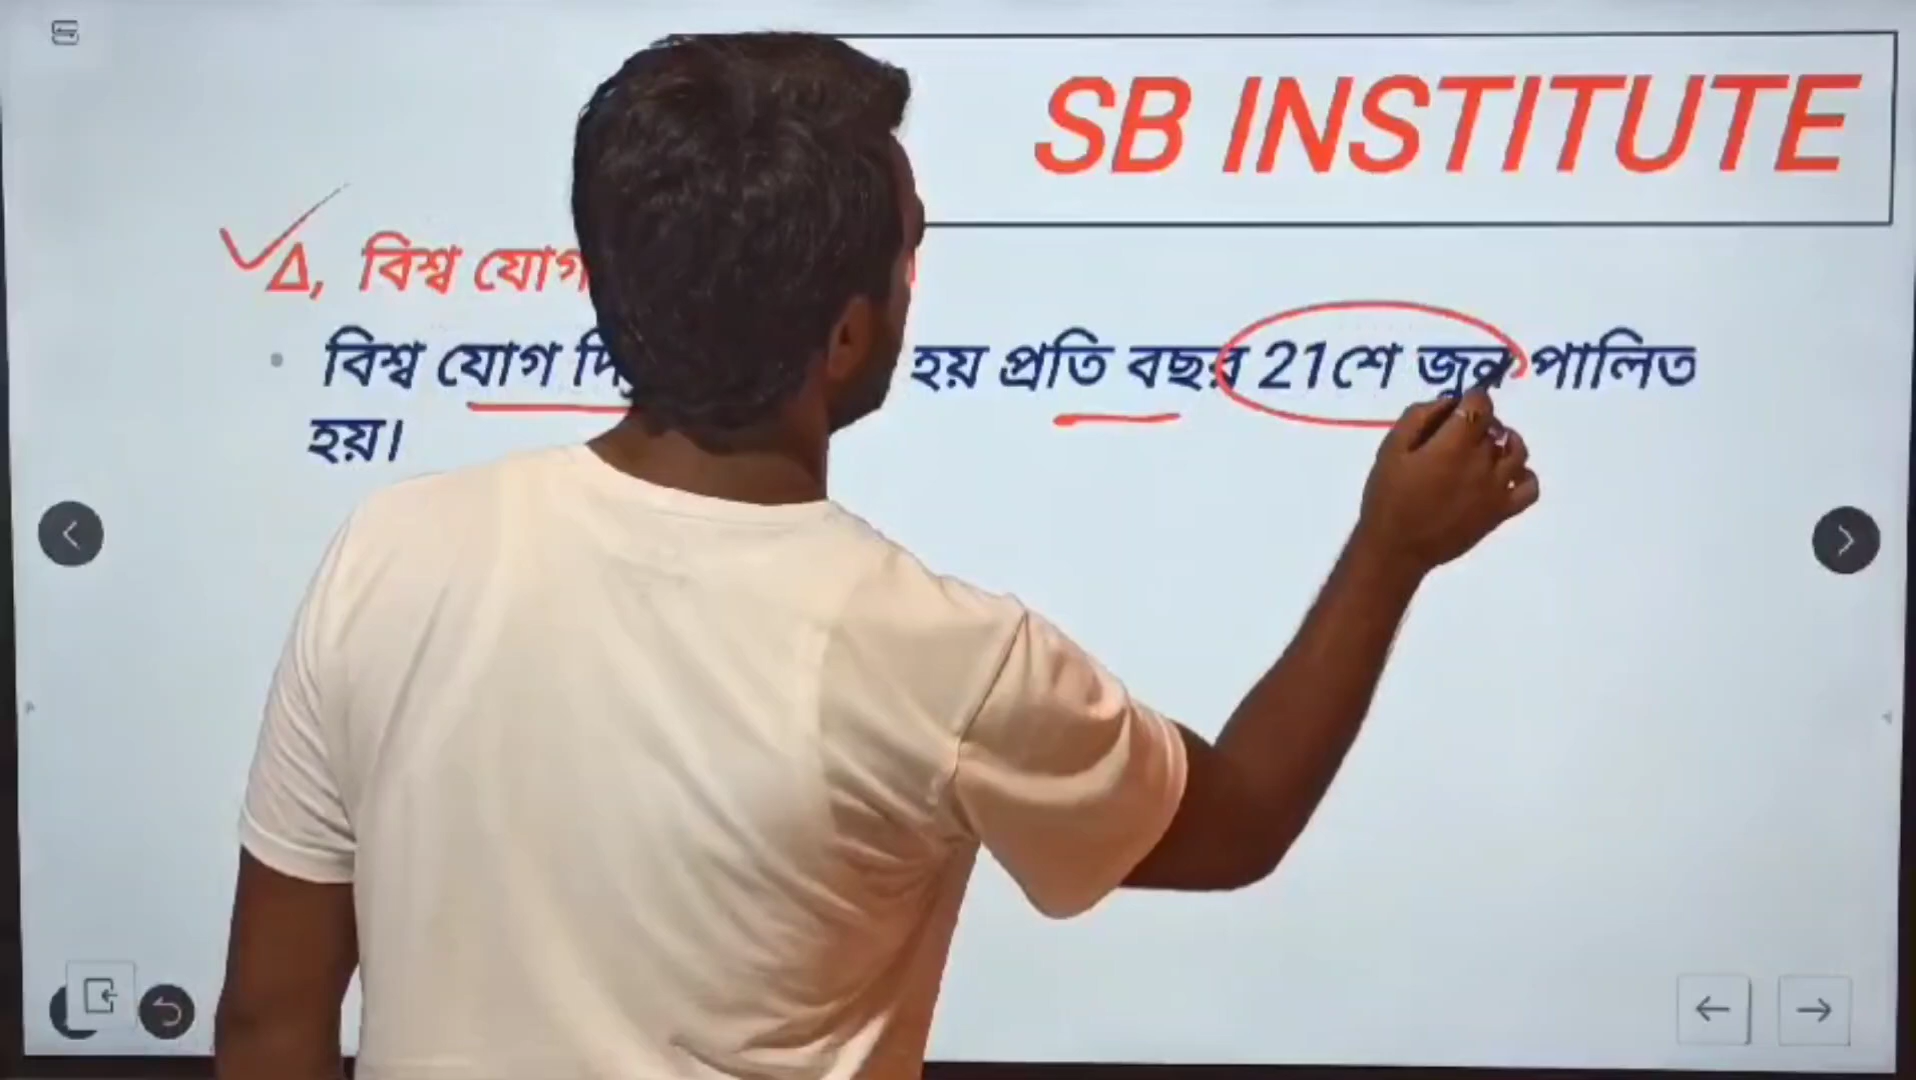 SB INSTITUTE
Δ, বিশ্ব যোগ
বিশ্ব যোগ হয় প্রতি বছর 21শে জুন পালিত
হয়।